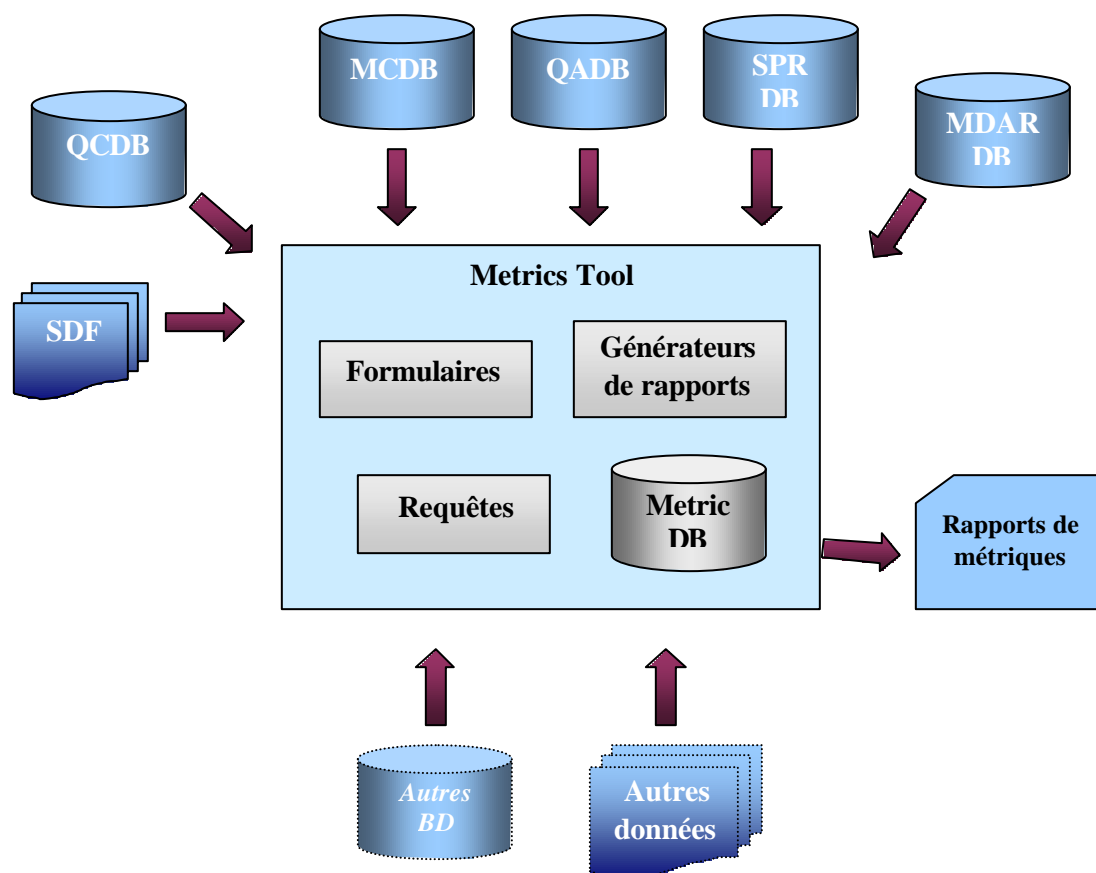 MCDB
QADB
SPR
DB
QCDB
MDAR
DB
Metrics Tool
SDF
Formulaires
Générateurs
de rapports
Requêtes
Metric
DB
Rapports de
métriques
Autres
BD
Autres
données